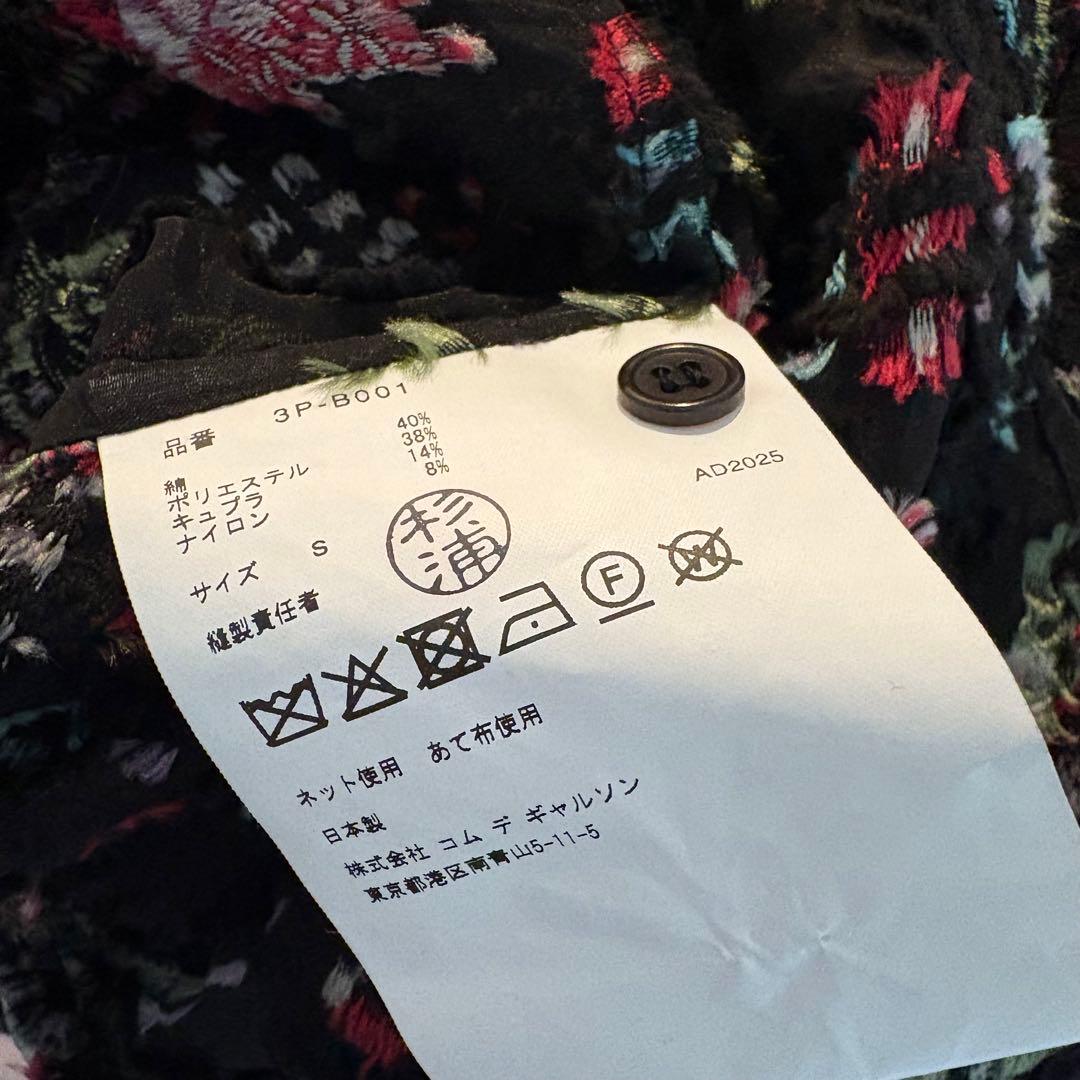 品番 3P-B001
綿 40%
ポリエステル 38%
キュプラ 14%
ナイロン 8%
AD2025
サイズ S
縫製責任者 杉浦
F
W
ネット使用 あて布使用
日本製
株式会社 コム デ ギャルソン
東京都港区南青山5-11-5